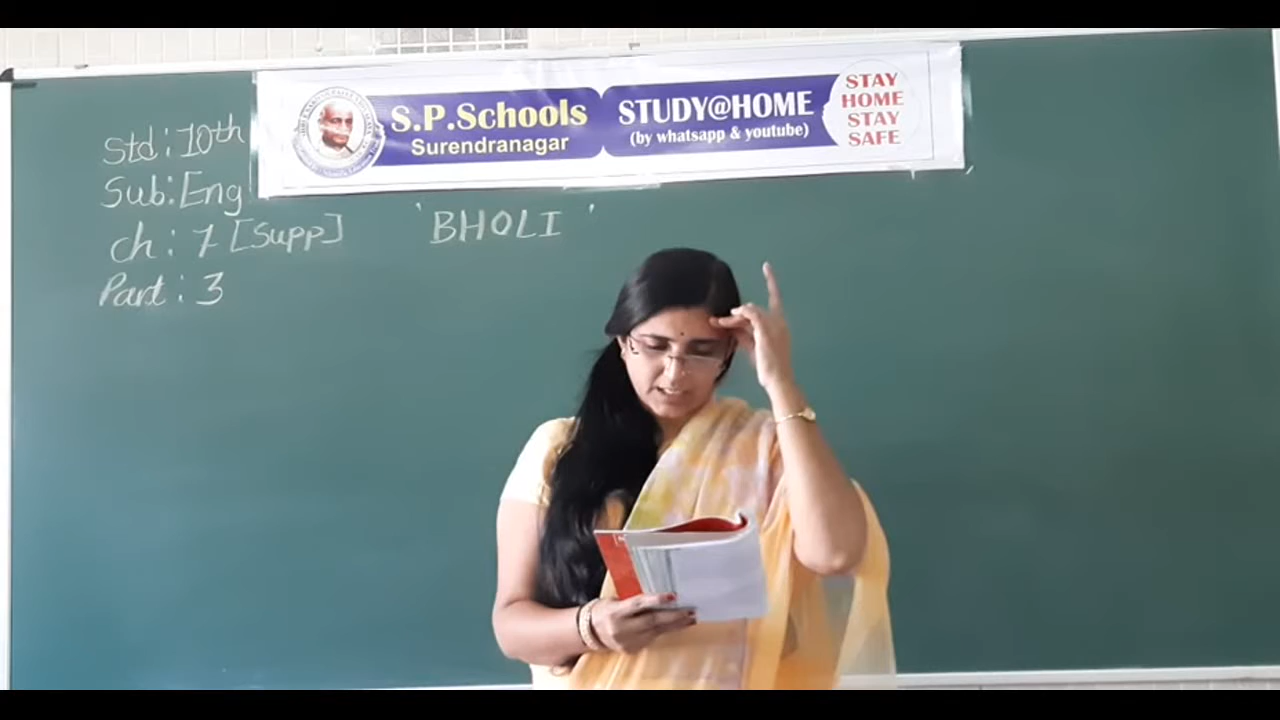 S.P.Schools
Surendranagar
STUDY@HOME
(by whatsapp & youtube)
STAY
HOME
STAY
SAFE
Std: 10th
Sub: Eng
ch: 7 [Supp]
'BHOLI'
Part: 3